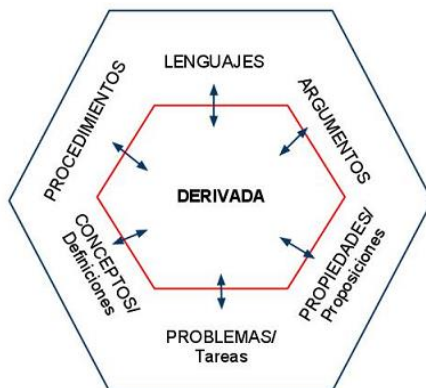 LENGUAJES
PROCEDIMIENTOS
ARGUMENTOS
DERIVADA
CONCEPTOS/
Definiciones
PROPIEDADES/
Proposiciones
PROBLEMAS/
Tareas